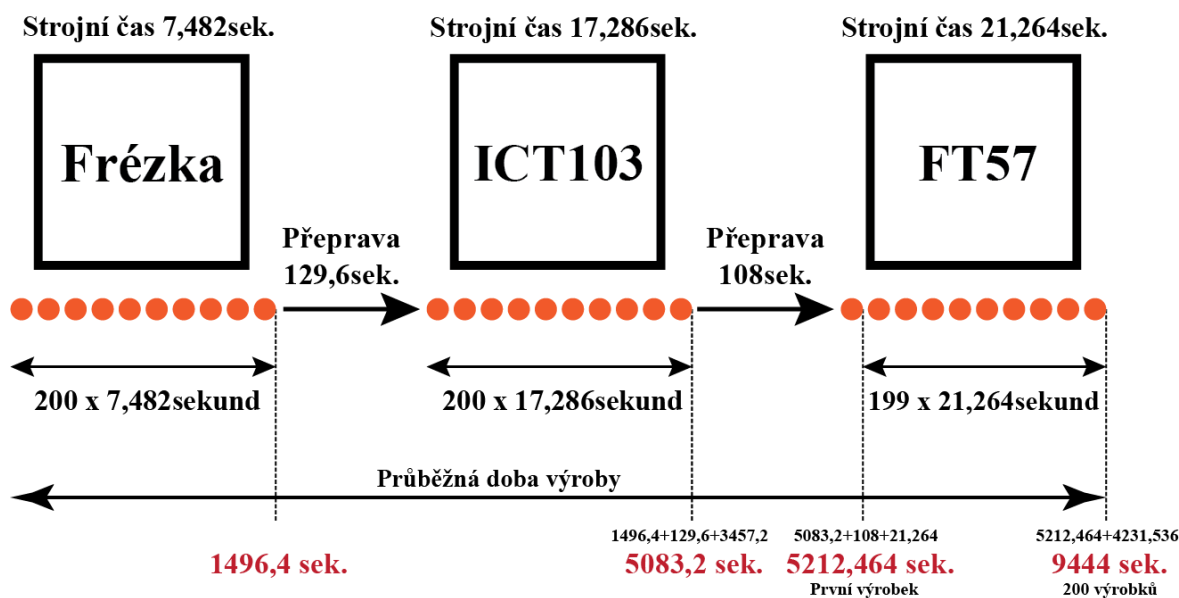 Strojní čas 7,482sek.
Strojní čas 17,286sek.
Strojní čas 21,264sek.
Frézka
ICT103
FT57
Přeprava
129,6sek.
Přeprava
108sek.
200 x 7,482sekund
200 x 17,286sekund
199 x 21,264sekund
Průběžná doba výroby
1496,4+129,6+3457,2
5083,2+108+21,264
5212,464+4231,536
1496,4 sek.
5083,2 sek.
5212,464 sek.
9444 sek.
První výrobek
200 výrobků